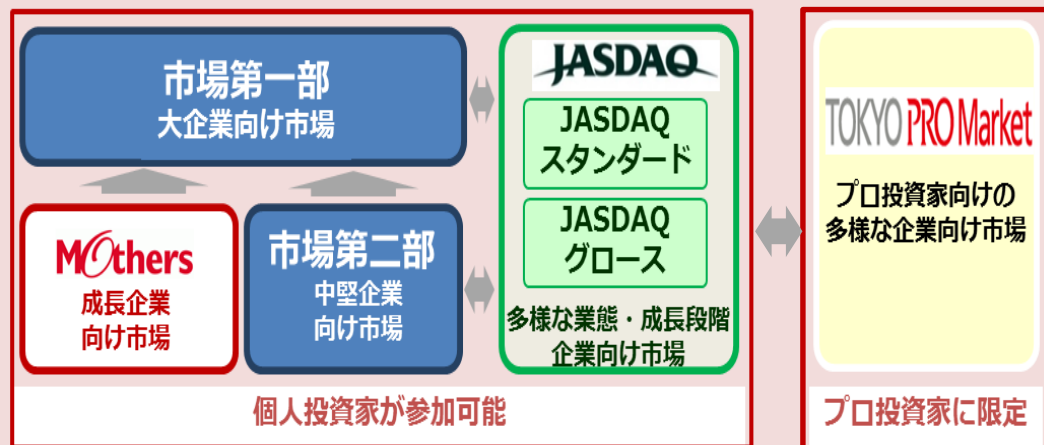 市場第一部
大企業向け市場
Mothers
成長企業
向け市場
市場第二部
中堅企業
向け市場
JASDAQ
JASDAQ
スタンダード
JASDAQ
グロース
多様な業態・成長段階
企業向け市場
個人投資家が参加可能
TOKYO PRO Market
プロ投資家向けの
多様な企業向け市場
プロ投資家に限定